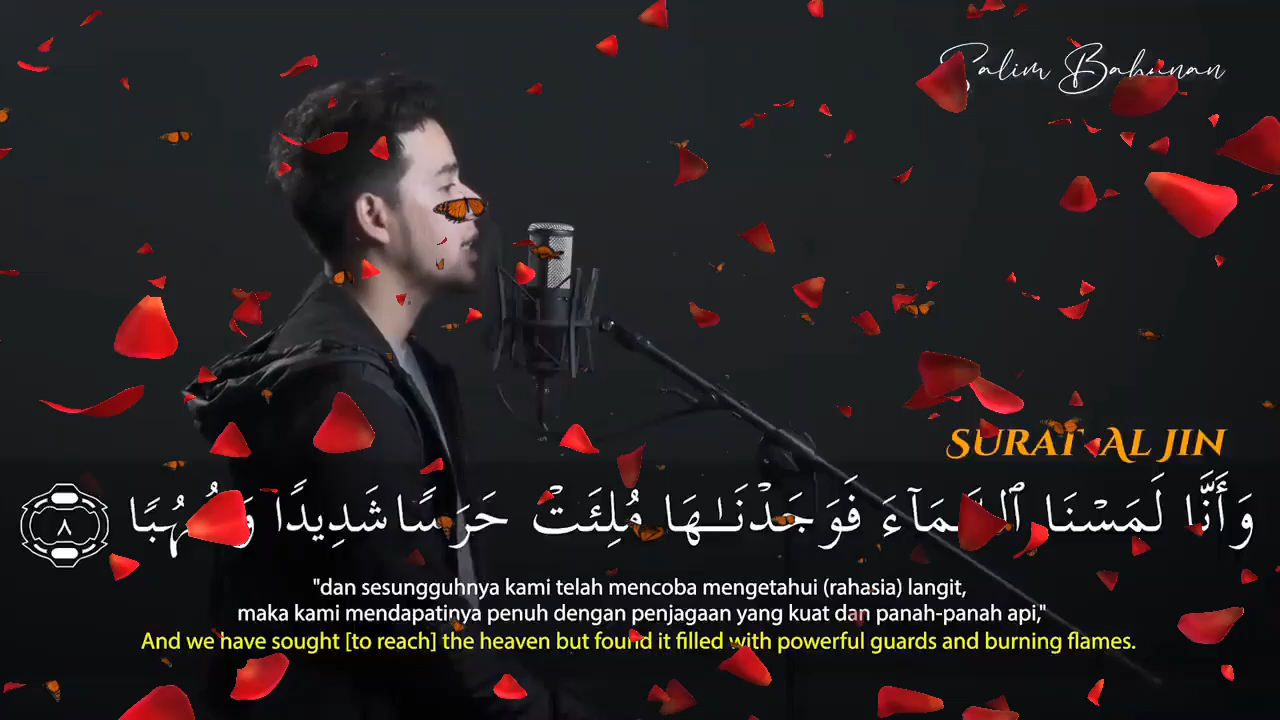 Salim Bahanan
SURAT AL JIN
وَأَنَّا لَمَسْنَا ٱلسَّمَآءَ فَوَجَدْنَـٰهَا مُلِئَتْ حَرَسًا شَدِيدًا وَشُهُبًا ٨
"dan sesungguhnya kami telah mencoba mengetahui (rahasia) langit,
maka kami mendapatinya penuh dengan penjagaan yang kuat dan panah-panah api,"
And we have sought [to reach] the heaven but found it filled with powerful guards and burning flames.